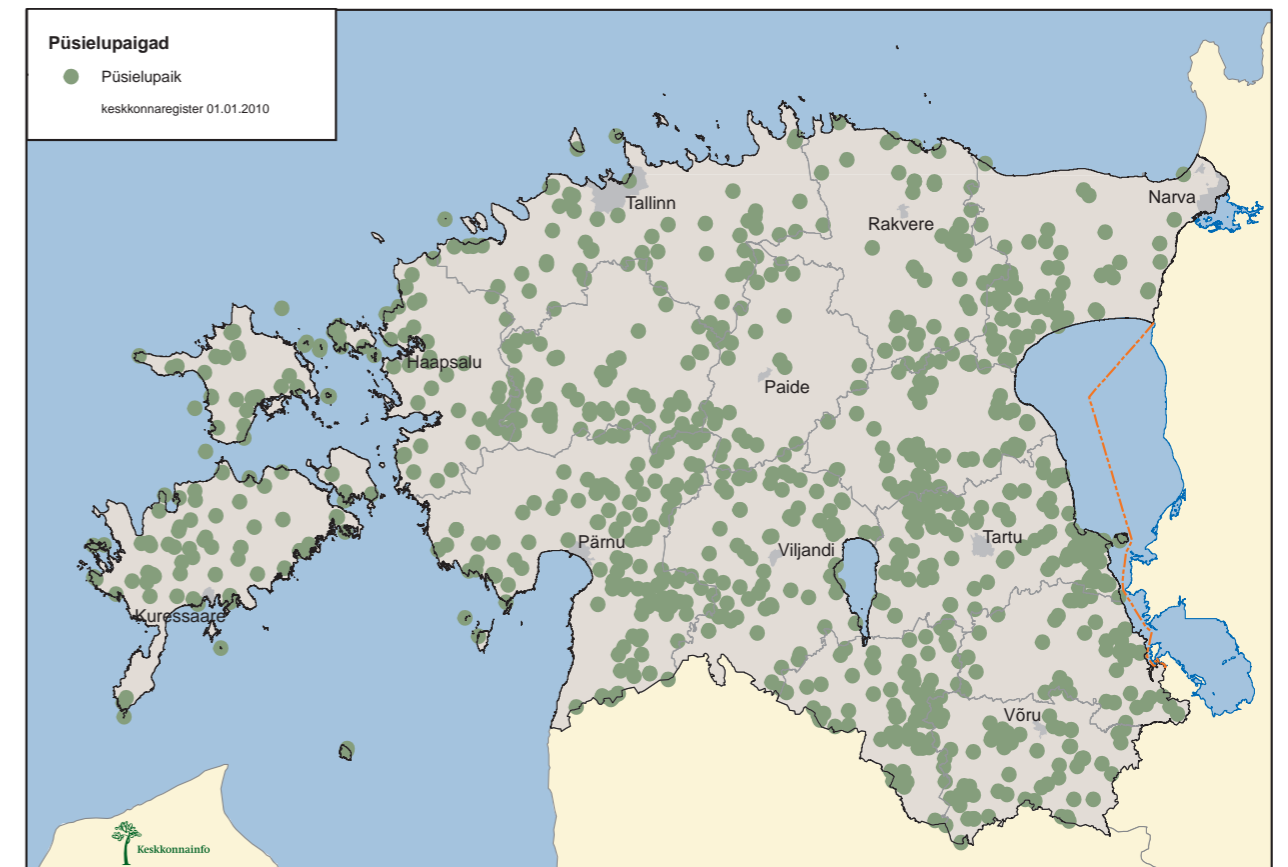 Püsielupaigad
Püsielupaik
keskkonnaregister 01.01.2010
Tallinn
Narva
Rakvere
Haapsalu
Paide
Pärnu
Viljandi
Tartu
Kuressaare
Võru
Keskkonnainfo